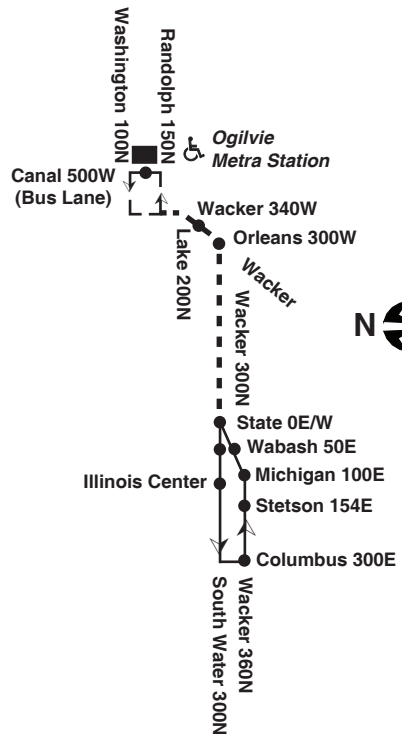 Washington 100N
Randolph 150N
Ogilvie
Metra Station
Canal 500W
(Bus Lane)
Wacker 340W
Orleans 300W
Lake 200N
Wacker
Wacker 300N
N
State 0E/W
Wabash 50E
Michigan 100E
Illinois Center
Stetson 154E
Columbus 300E
South Water 300N
Wacker 360N